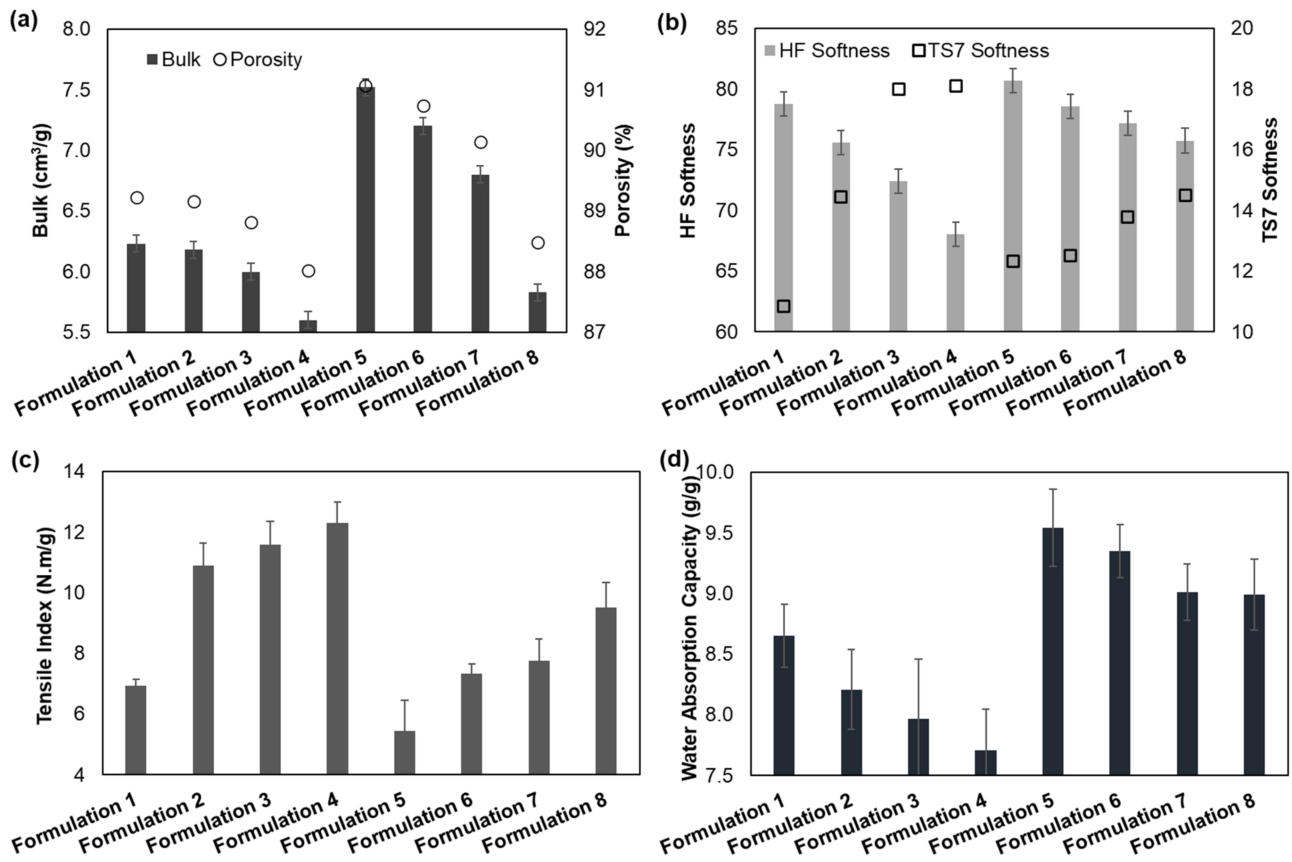 (a)
Bulk (cm³/g)
8.0
7.5
7.0
6.5
6.0
5.5
Bulk
Porosity
92
91
90
89
88
87
Porosity (%)
Formulation 1
Formulation 2
Formulation 3
Formulation 4
Formulation 5
Formulation 6
Formulation 7
Formulation 8
(b)
HF Softness
85
80
75
70
65
60
HF Softness
TS7 Softness
20
18
16
14
12
10
TS7 Softness
Formulation 1
Formulation 2
Formulation 3
Formulation 4
Formulation 5
Formulation 6
Formulation 7
Formulation 8
(c)
Tensile Index (N.m/g)
14
12
10
8
6
4
Formulation 1
Formulation 2
Formulation 3
Formulation 4
Formulation 5
Formulation 6
Formulation 7
Formulation 8
(d)
Water Absorption Capacity (g/g)
10.0
9.5
9.0
8.5
8.0
7.5
Formulation 1
Formulation 2
Formulation 3
Formulation 4
Formulation 5
Formulation 6
Formulation 7
Formulation 8